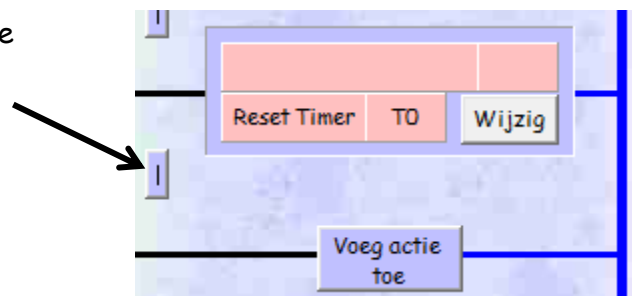 e
I
Reset Timer T0 Wijzig
I
Voeg actie
toe